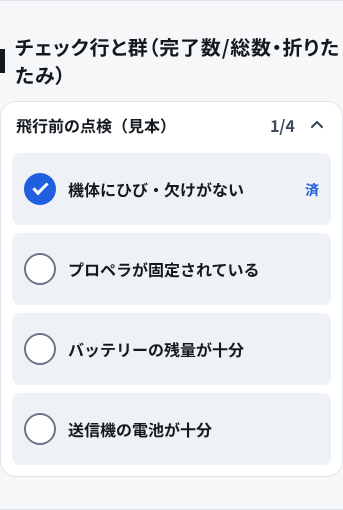 チェック行と群（完了数/総数・折りた
たみ）
飛行前の点検（見本） 1/4
機体にひび・欠けがない 済
プロペラが固定されている
バッテリーの残量が十分
送信機の電池が十分